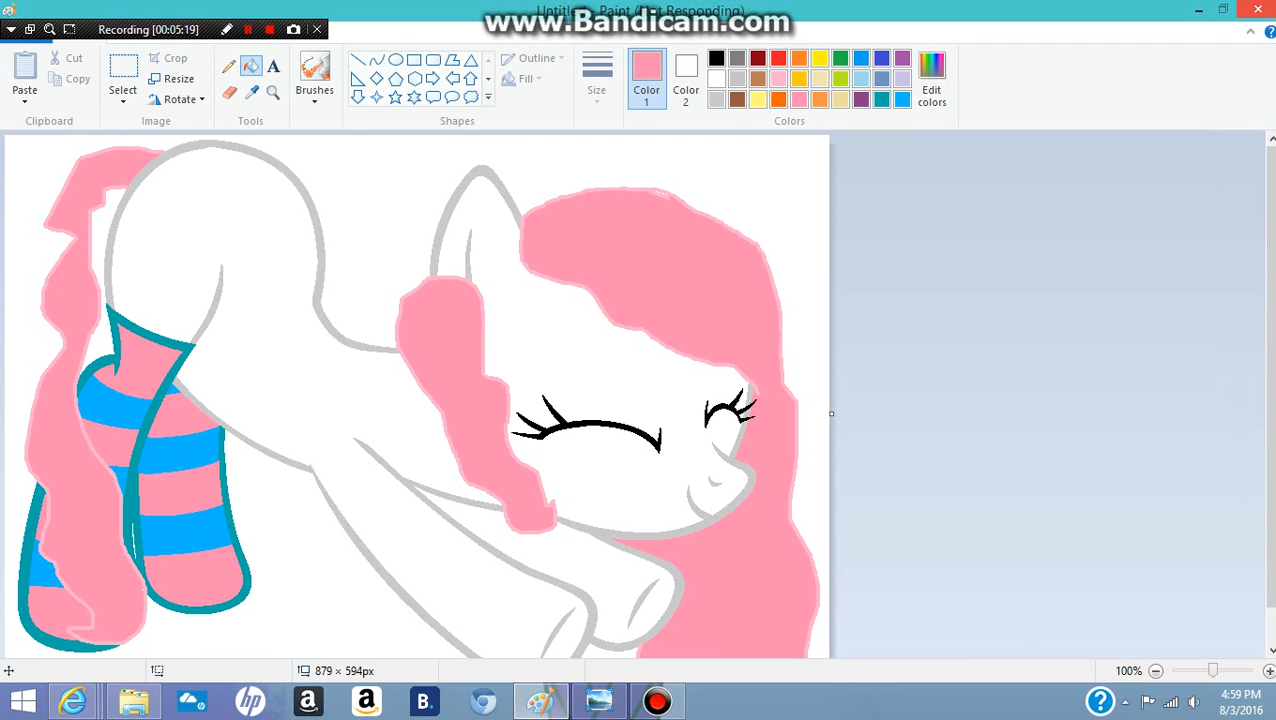 Untitled - Paint (Not Responding)
www.Bandicam.com
Recording [00:05:19]
Paste
Cut
Copy
Clipboard
Select
Crop
Resize
Rotate
Image
Tools
Brushes
Shapes
Outline
Fill
Size
Color 1
Color 2
Colors
Edit colors
879 × 594px
100%
hp
a
a
B.
4:59 PM
8/3/2016